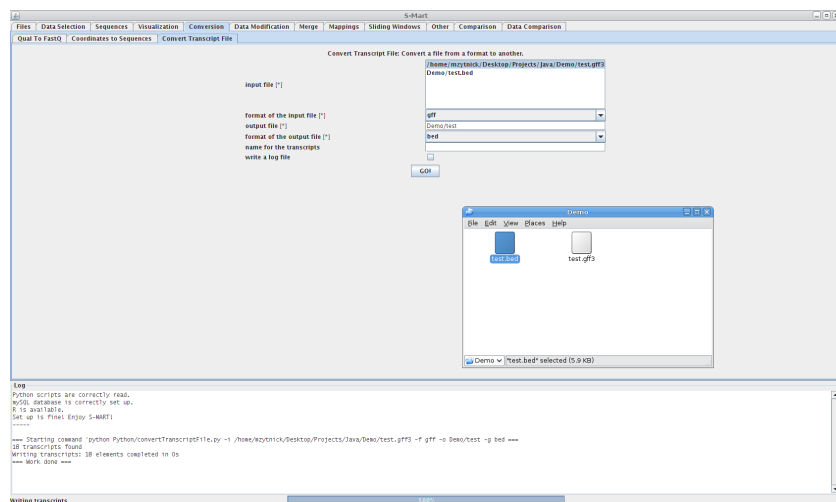 S-Mart
Files Data Selection Sequences Visualization Conversion Data Modification Merge Mappings Sliding Windows Other Comparison Data Comparison
Qual To FastQ Coordinates to Sequences Convert Transcript File
Convert Transcript File: Convert a file from a format to another.
/home/mzytnick/Desktop/Projects/Java/Demo/test.gff3
Demo/test.bed
input file [*]
format of the input file [*] gff
output file [*] Demo/test
format of the output file [*] bed
name for the transcripts
write a log file
GO!
Demo
File Edit View Places Help
test.bed test.gff3
Demo "test.bed" selected (5.9 KB)
Log
Python scripts are correctly read.
mySQL database is correctly set up.
R is available.
Set up is fine! Enjoy S-MART!
-----
=== Starting command 'python Python/convertTranscriptFile.py -i /home/mzytnick/Desktop/Projects/Java/Demo/test.gff3 -f gff -o Demo/test -g bed ===
18 transcripts found
Writing transcripts: 18 elements completed in 0s
=== Work done ===
Writing transcripts 100%